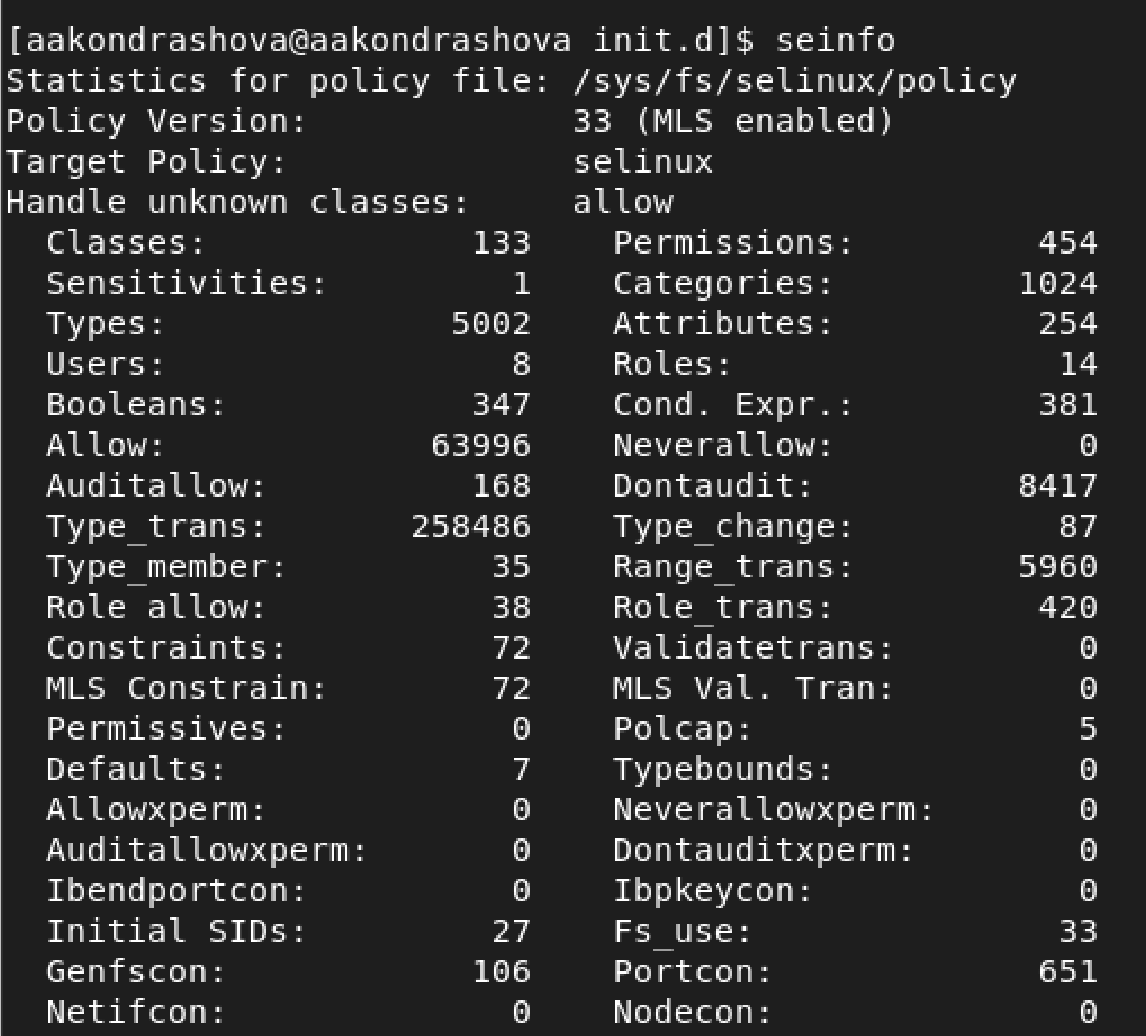 [aakondrashova@aakondrashova init.d]$ seinfo
Statistics for policy file: /sys/fs/selinux/policy
Policy Version:             33 (MLS enabled)
Target Policy:              selinux
Handle unknown classes:     allow
  Classes:             133    Permissions:         454
  Sensitivities:         1    Categories:         1024
  Types:              5002    Attributes:          254
  Users:                 8    Roles:                14
  Booleans:            347    Cond. Expr.:         381
  Allow:             63996    Neverallow:            0
  Auditallow:          168    Dontaudit:          8417
  Type_trans:       258486    Type_change:          87
  Type_member:          35    Range_trans:        5960
  Role allow:           38    Role_trans:          420
  Constraints:          72    Validatetrans:         0
  MLS Constrain:        72    MLS Val. Tran:         0
  Permissives:           0    Polcap:                5
  Defaults:              7    Typebounds:            0
  Allowxperm:            0    Neverallowxperm:       0
  Auditallowxperm:       0    Dontauditxperm:        0
  Ibendportcon:          0    Ibpkeycon:             0
  Initial SIDs:         27    Fs_use:               33
  Genfscon:            106    Portcon:             651
  Netifcon:              0    Nodecon:               0